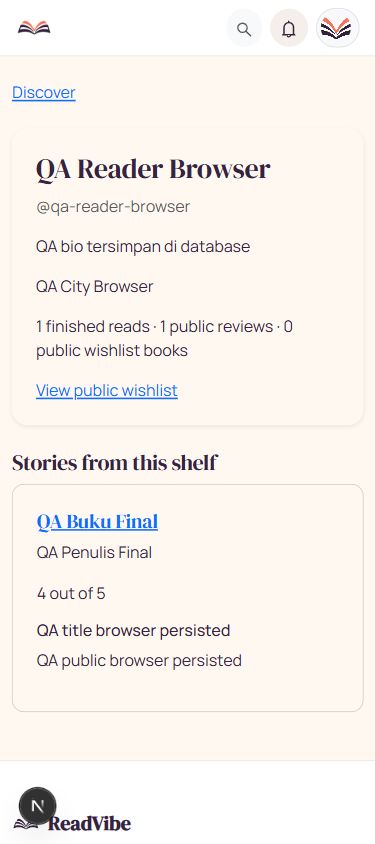 Discover
QA Reader Browser
@qa-reader-browser
QA bio tersimpan di database
QA City Browser
1 finished reads · 1 public reviews · 0
public wishlist books
View public wishlist
Stories from this shelf
QA Buku Final
QA Penulis Final
4 out of 5
QA title browser persisted
QA public browser persisted
N
ReadVibe